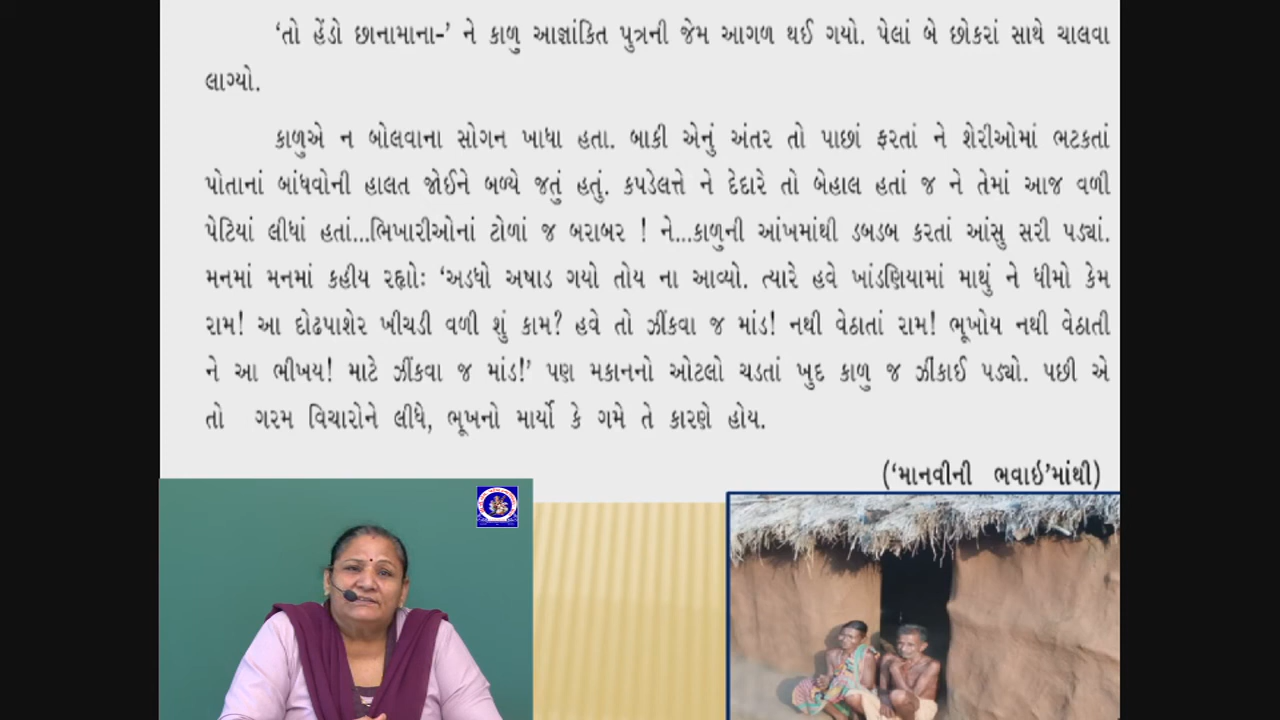 ‘તો હેંડો છાનામાના-’ ને કાળુ આજ્ઞાંકિત પુત્રની જેમ આગળ થઈ ગયો. પેલાં બે છોકરાં સાથે ચાલવા
લાગ્યો.
કાળુએ ન બોલવાના સોગન ખાધા હતા. બાકી એનું અંતર તો પાછાં ફરતાં ને શેરીઓમાં ભટકતાં
પોતાનાં બાંધવોની હાલત જોઈને બળ્યે જતું હતું. કપડેલત્તે ને દેદારે તો બેહાલ હતાં જ ને તેમાં આજ વળી
પેટિયાં લીધાં હતાં...ભિખારીઓનાં ટોળાં જ બરાબર ! ને...કાળુની આંખમાંથી ડબડબ કરતાં આંસુ સરી પડ્યાં.
મનમાં મનમાં કહીય રહ્યોઃ ‘અડધો અષાડ ગયો તોય ના આવ્યો. ત્યારે હવે ખાંડણિયામાં માથું ને ધીમો કેમ
રામ! આ દોઢપાશેર ખીચડી વળી શું કામ? હવે તો ઝીંકવા જ માંડ! નથી વેઠાતાં રામ! ભૂખોય નથી વેઠાતી
ને આ ભીખય! માટે ઝીંકવા જ માંડ!’ પણ મકાનનો ઓટલો ચડતાં ખુદ કાળુ જ ઝીંકાઈ પડ્યો. પછી એ
તો ગરમ વિચારોને લીધે, ભૂખનો માર્યો કે ગમે તે કારણે હોય.
(‘માનવીની ભવાઈ’માંથી)